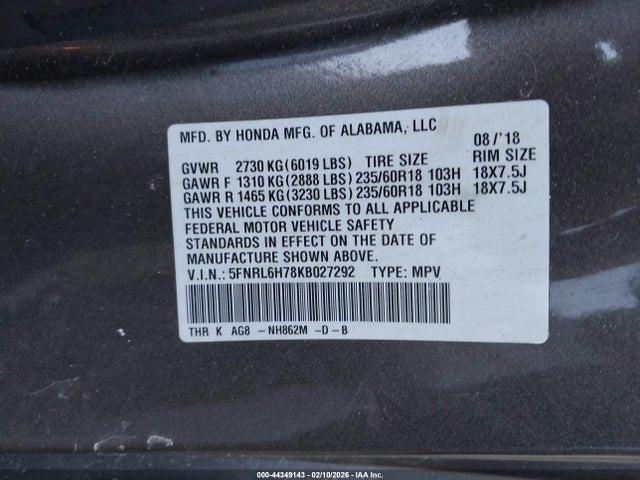 MFD. BY HONDA MFG. OF ALABAMA, LLC 08/'18
GVWR 2730 KG(6019 LBS) TIRE SIZE RIM SIZE
GAWR F 1310 KG(2888 LBS) 235/60R18 103H 18X7.5J
GAWR R 1465 KG(3230 LBS) 235/60R18 103H 18X7.5J
THIS VEHICLE CONFORMS TO ALL APPLICABLE
FEDERAL MOTOR VEHICLE SAFETY
STANDARDS IN EFFECT ON THE DATE OF
MANUFACTURE SHOWN ABOVE.
V.I.N.: 5FNRL6H78KB027292 TYPE: MPV
THR K AG8 -NH862M -D-B
000-44349143 - 02/10/2026 - IAA Inc.